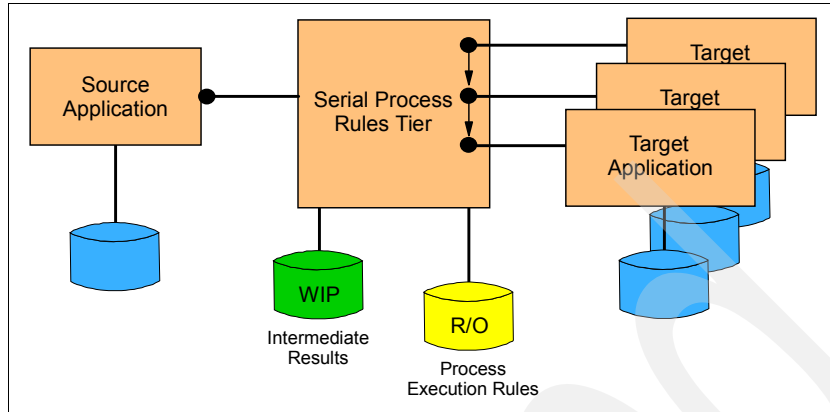 Source
Application
Serial Process
Rules Tier
Target
Target
Target
Application
WIP
Intermediate
Results
R/O
Process
Execution Rules